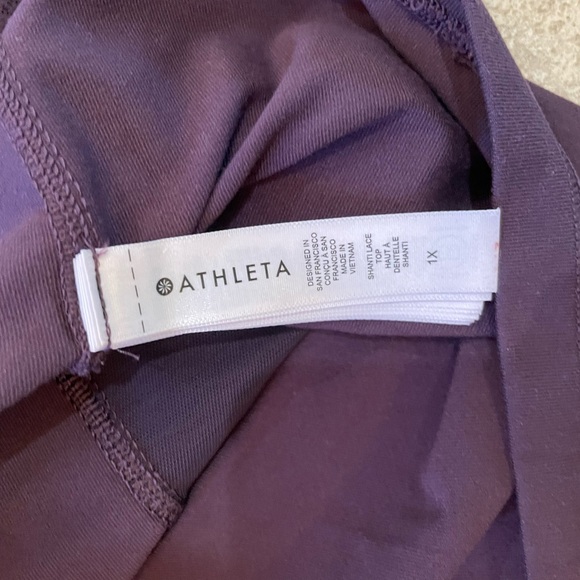 ATHLETA
DESIGNED IN
SAN FRANCISCO
CONÇU À SAN
FRANCISCO
MADE IN
VIETNAM
SHANTI LACE
TOP
HAUT À
DENTELLE
SHANTI
1X